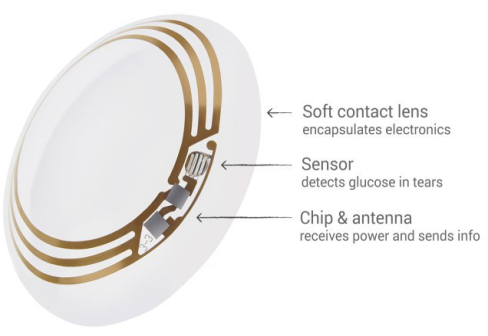 Soft contact lens
encapsulates electronics
Sensor
detects glucose in tears
Chip & antenna
receives power and sends info